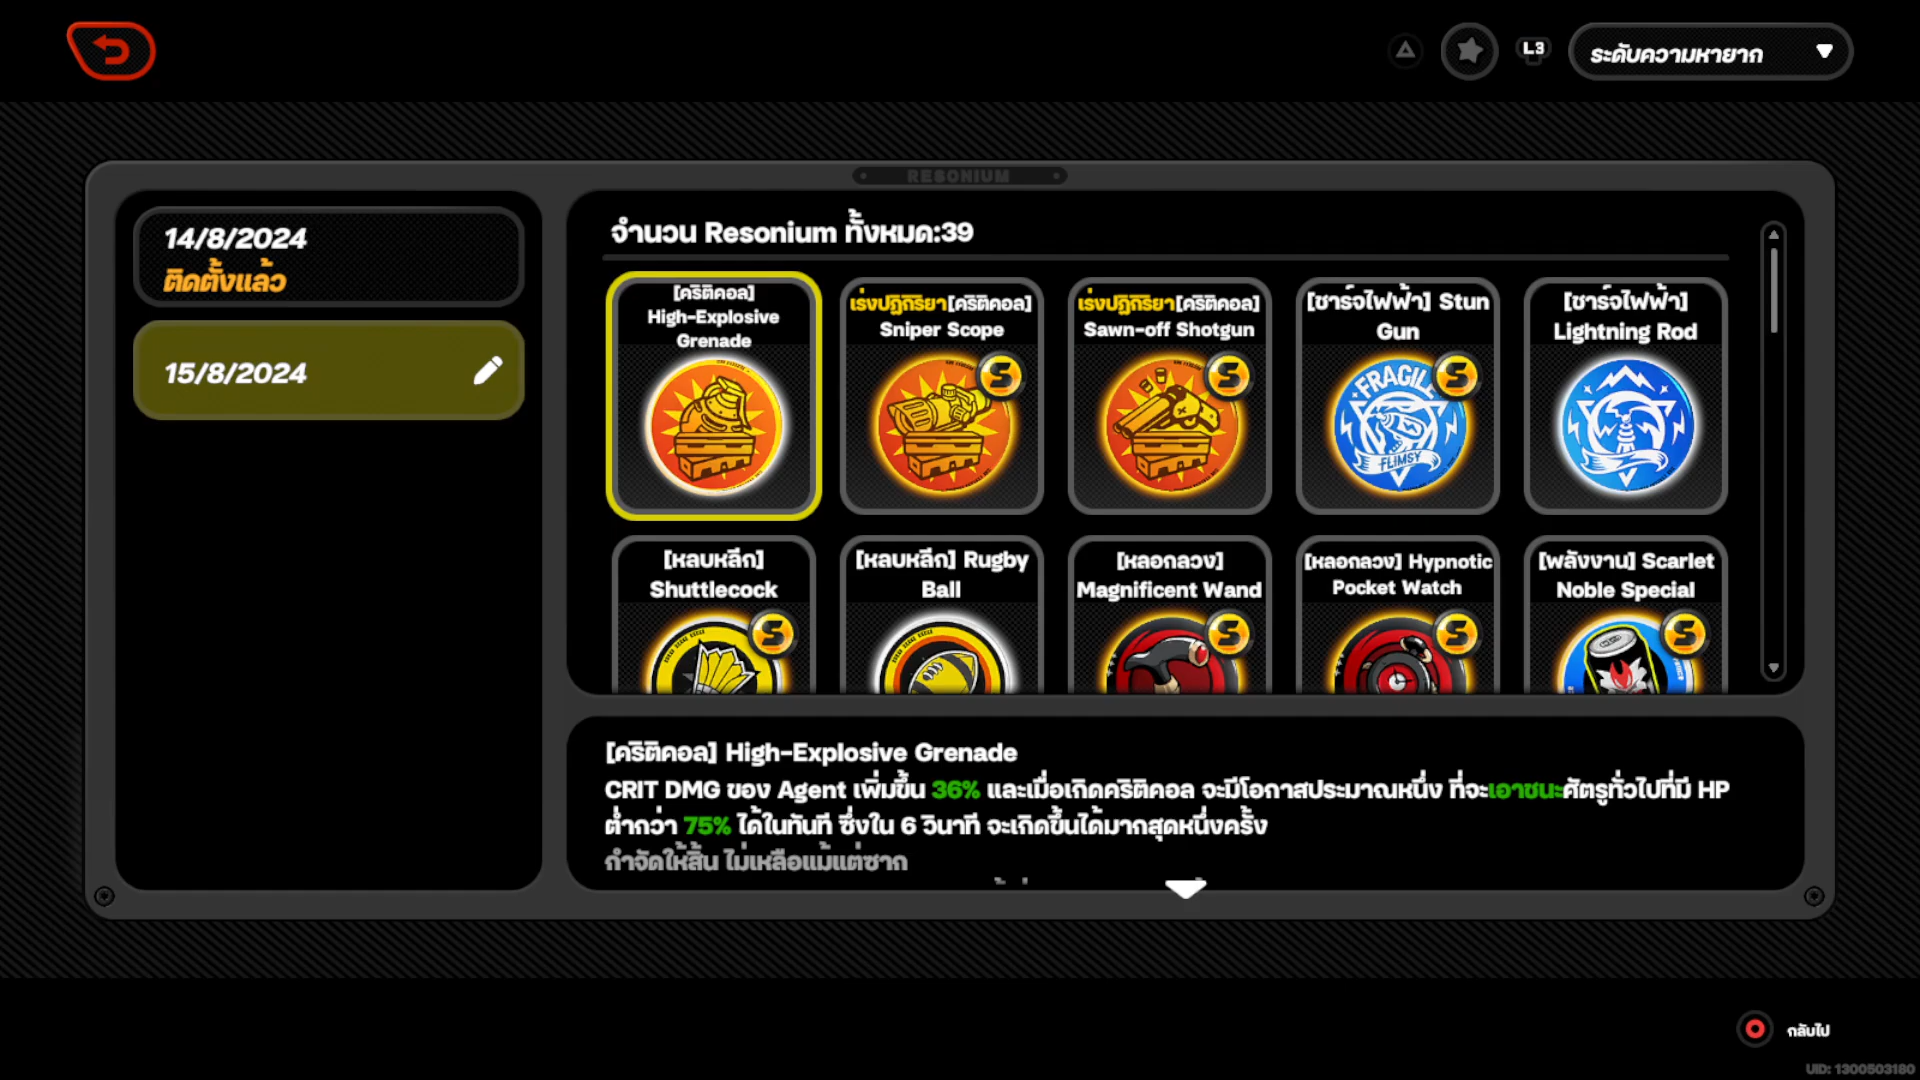 L3
ระดับความหายาก
RESONIUM
14/8/2024
ติดตั้งแล้ว
15/8/2024
จำนวน Resonium ทั้งหมด:39
[คริติคอล]
High-Explosive
Grenade
เร่งปฏิกิริยา[คริติคอล]
Sniper Scope
S
เร่งปฏิกิริยา[คริติคอล]
Sawn-off Shotgun
S
[ชาร์จไฟฟ้า] Stun
Gun
S
FRAGILE
FLIMSY
[ชาร์จไฟฟ้า]
Lightning Rod
[หลบหลีก]
Shuttlecock
S
[หลบหลีก] Rugby
Ball
[หลอกลวง]
Magnificent Wand
S
[หลอกลวง] Hypnotic
Pocket Watch
S
[พลังงาน] Scarlet
Noble Special
S
[คริติคอล] High-Explosive Grenade
CRIT DMG ของ Agent เพิ่มขึ้น 36% และเมื่อเกิดคริติคอล จะมีโอกาสประมาณหนึ่ง ที่จะเอาชนะศัตรูทั่วไปที่มี HP
ต่ำกว่า 75% ได้ในทันที ซึ่งใน 6 วินาที จะเกิดขึ้นได้มากสุดหนึ่งครั้ง
กำจัดให้สิ้น ไม่เหลือแม้แต่ซาก
กลับไป
UID: 1300503180